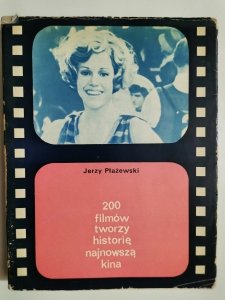 Jerzy Płażewski
200
filmów
tworzy
historię
najnowszą
kina